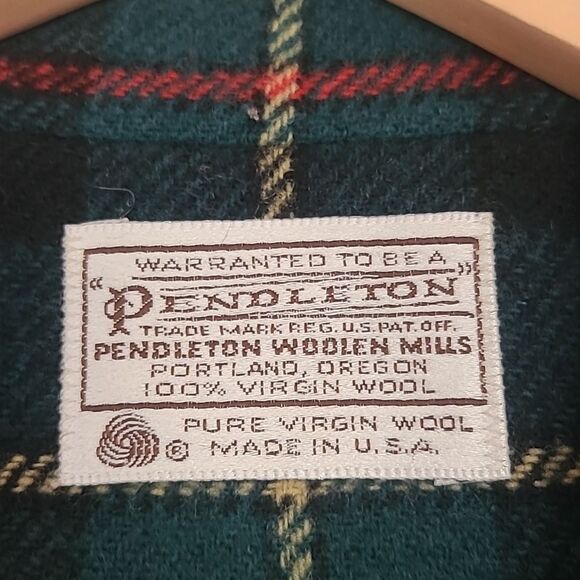 WARRANTED TO BE A
"PENDLETON"
TRADE MARK REG. U.S. PAT. OFF.
PENDLETON WOOLEN MILLS
PORTLAND, OREGON
100% VIRGIN WOOL
PURE VIRGIN WOOL
® MADE IN U.S.A.